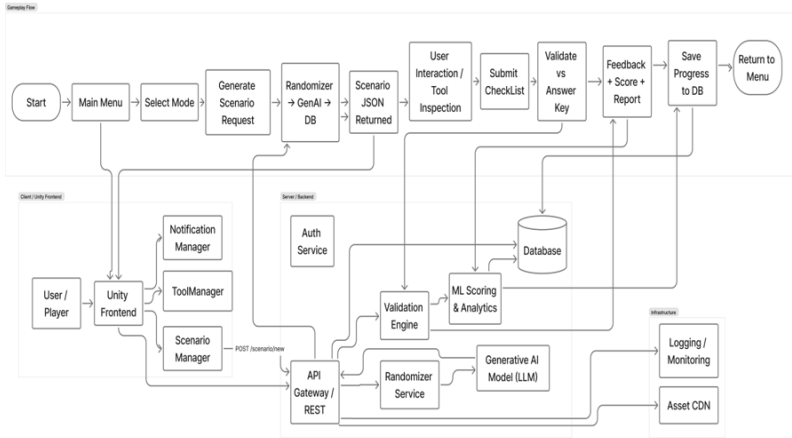 Gameplay Flow
Start
Main Menu
Select Mode
Generate
Scenario
Request
Randomizer
→ GenAI →
DB
Scenario
JSON
Returned
User
Interaction /
Tool
Inspection
Submit
CheckList
Validate
vs
Answer
Key
Feedback
+ Score +
Report
Save
Progress
to DB
Return to
Menu
Client / Unity Frontend
User /
Player
Unity
Frontend
Notification
Manager
ToolManager
Scenario
Manager
POST /scenario/new
Server / Backend
Auth
Service
Database
Validation
Engine
ML Scoring
& Analytics
API
Gateway /
REST
Randomizer
Service
Generative AI
Model (LLM)
Infrastructure
Logging /
Monitoring
Asset CDN